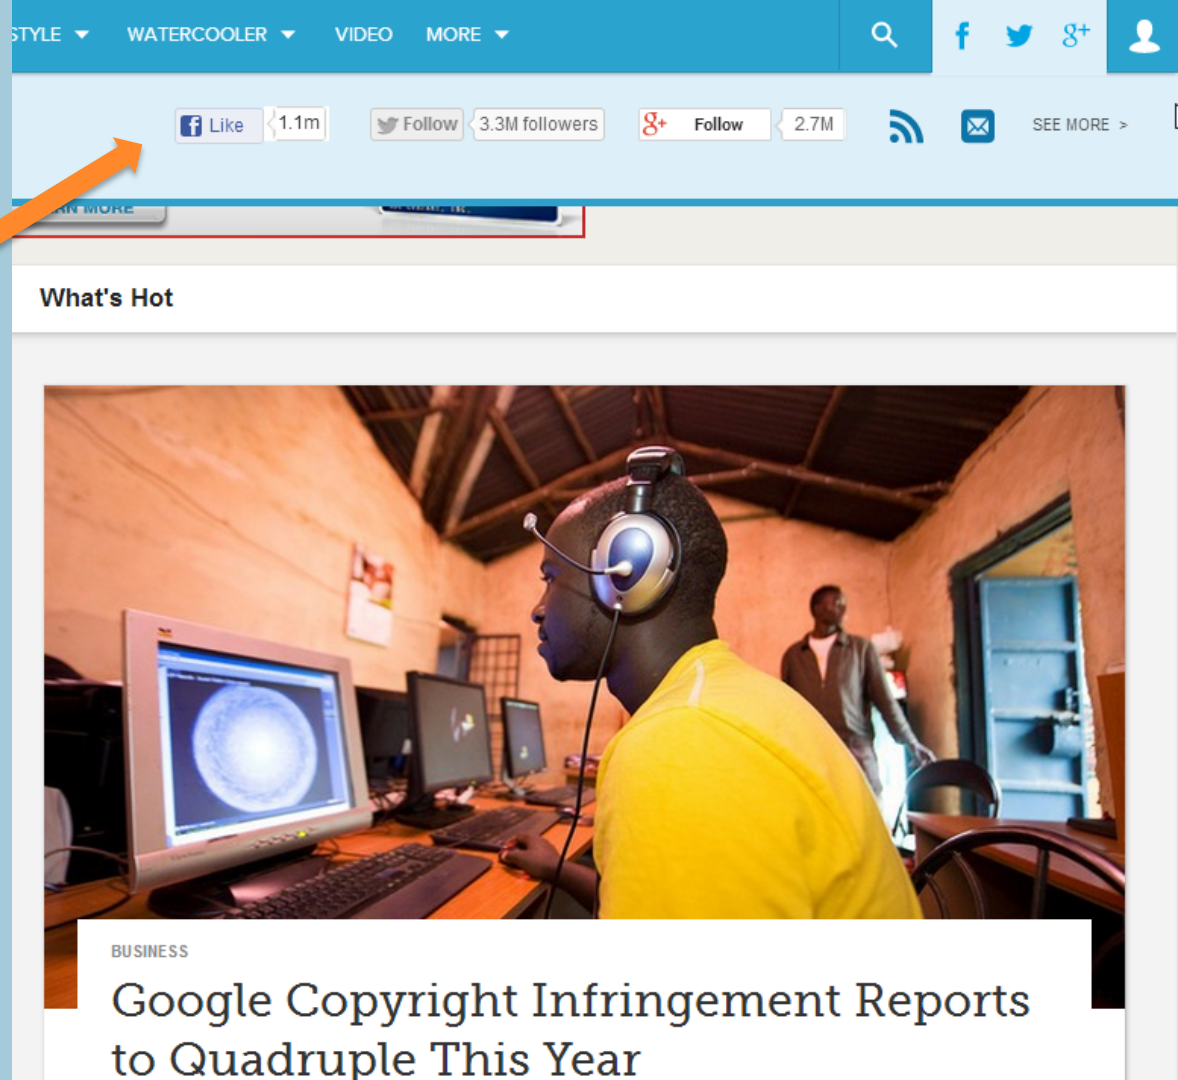 STYLE WATERCOOLER VIDEO MORE
f g+
f Like 1.1m Follow 3.3M followers g+ Follow 2.7M SEE MORE >
MORE
What's Hot
BUSINESS
Google Copyright Infringement Reports
to Quadruple This Year